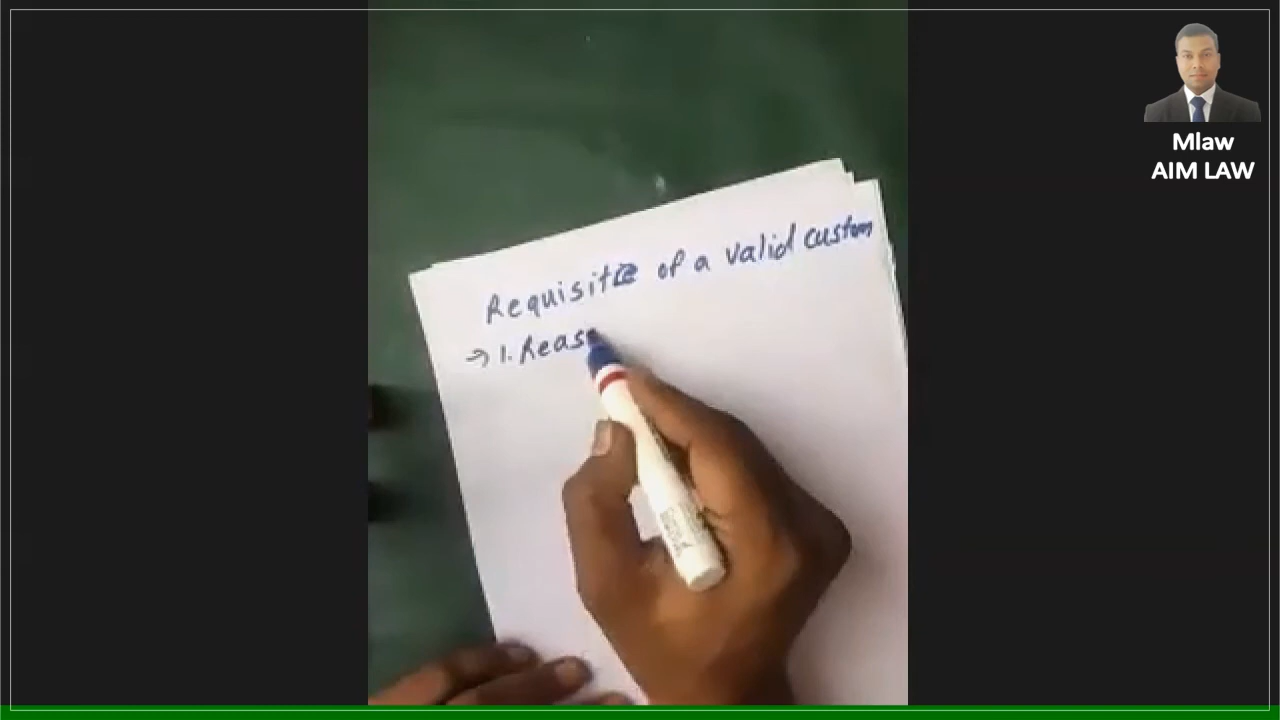 Requisite of a valid custom
→ 1. Reas
Mlaw
AIM LAW